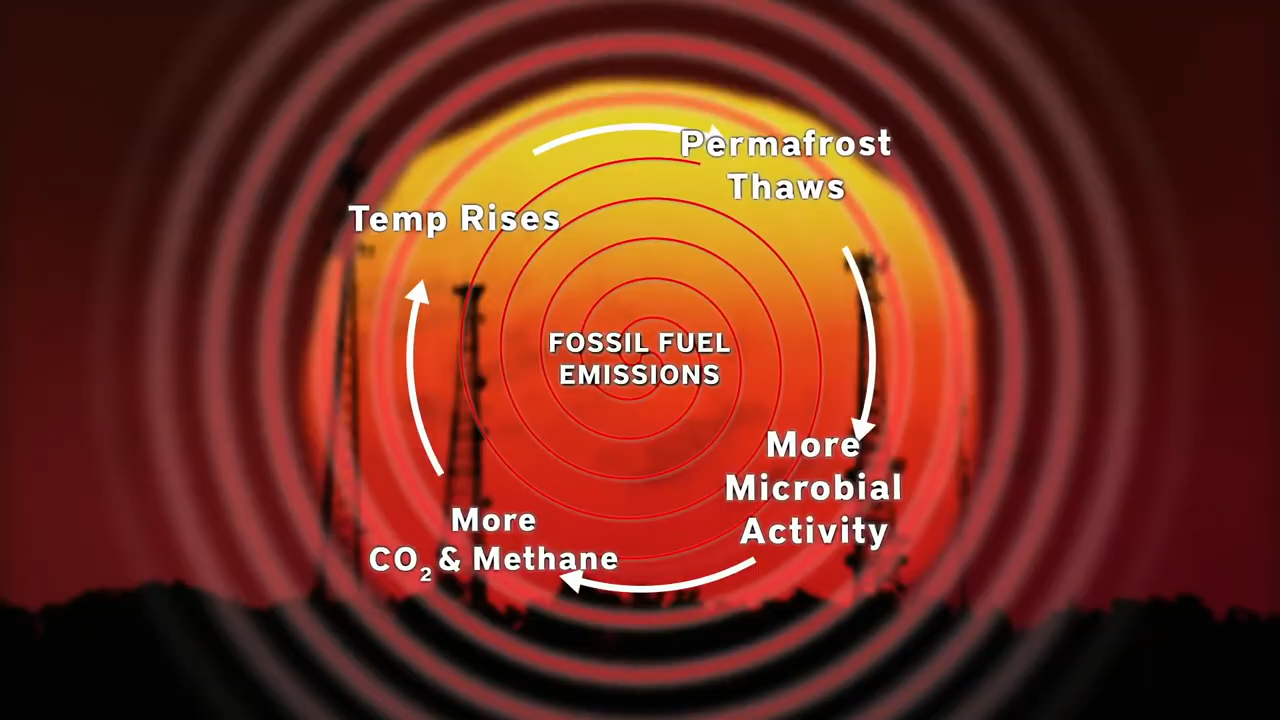 Permafrost
Thaws
Temp Rises
FOSSIL FUEL
EMISSIONS
More
Microbial
Activity
More
CO₂ & Methane